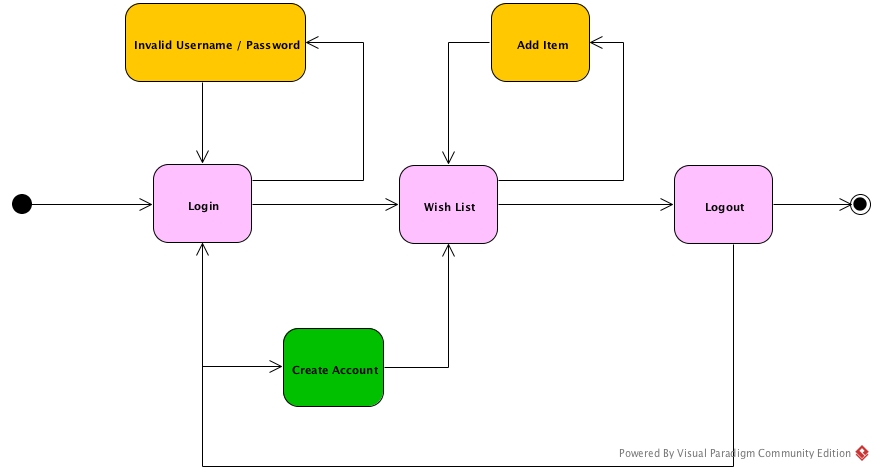 Invalid Username / Password
Add Item
Login
Wish List
Logout
Create Account
Powered By Visual Paradigm Community Edition